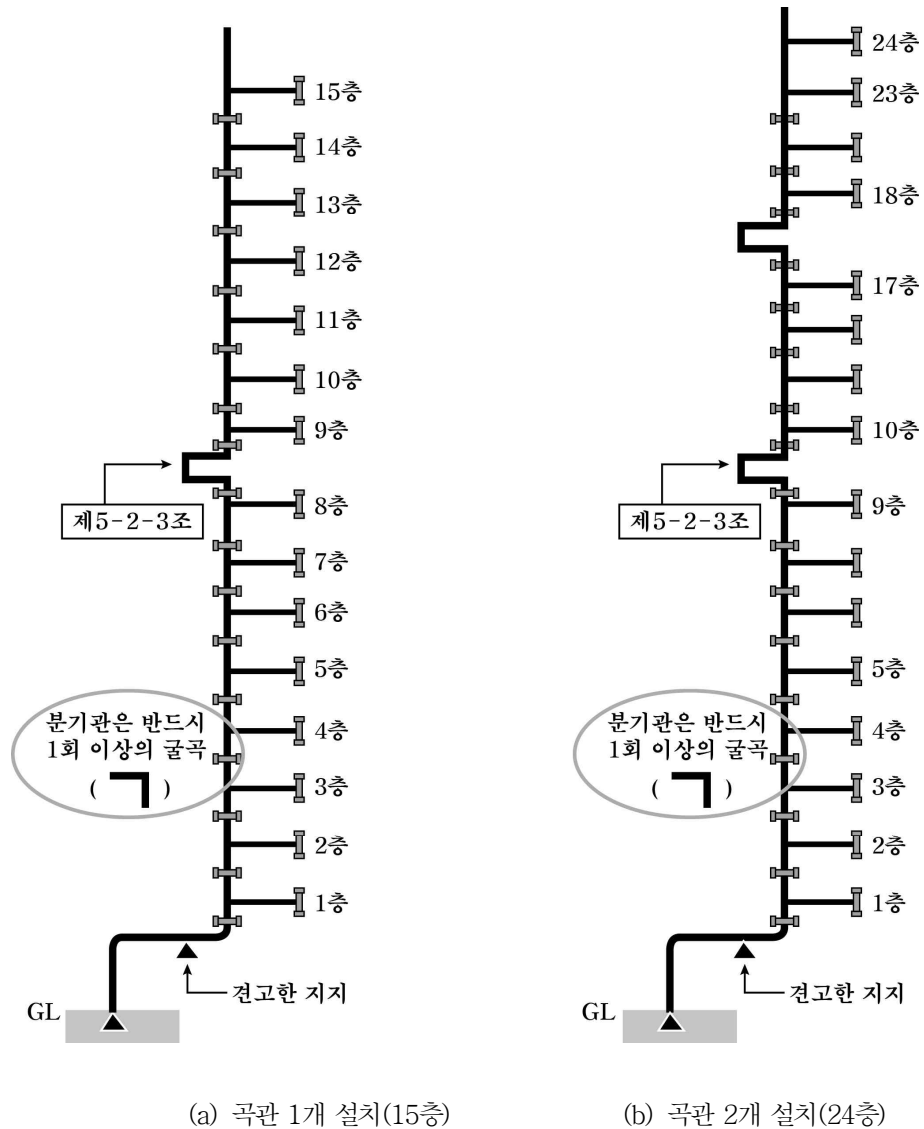 15층
14층
13층
12층
11층
10층
9층
제5-2-3조
8층
7층
6층
5층
분기관은 반드시
1회 이상의 굴곡
( )
4층
3층
2층
1층
견고한 지지
GL
(a) 곡관 1개 설치(15층)
24층
23층
18층
17층
10층
제5-2-3조
9층
5층
분기관은 반드시
1회 이상의 굴곡
( )
4층
3층
2층
1층
견고한 지지
GL
(b) 곡관 2개 설치(24층)